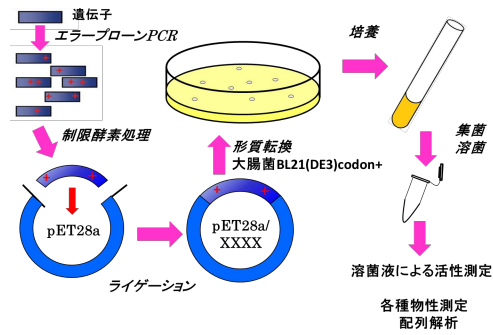 遺伝子
エラープローンPCR
制限酵素処理
pET28a
ライゲーション
pET28a/
XXXX
形質転換
大腸菌BL21(DE3)codon+
培養
集菌
溶菌
溶菌液による活性測定
各種物性測定
配列解析